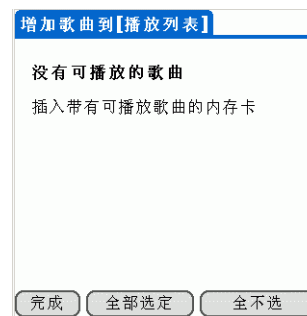 增加歌曲到[播放列表]
没有可播放的歌曲
插入带有可播放歌曲的内存卡
完成 全部选定 全不选